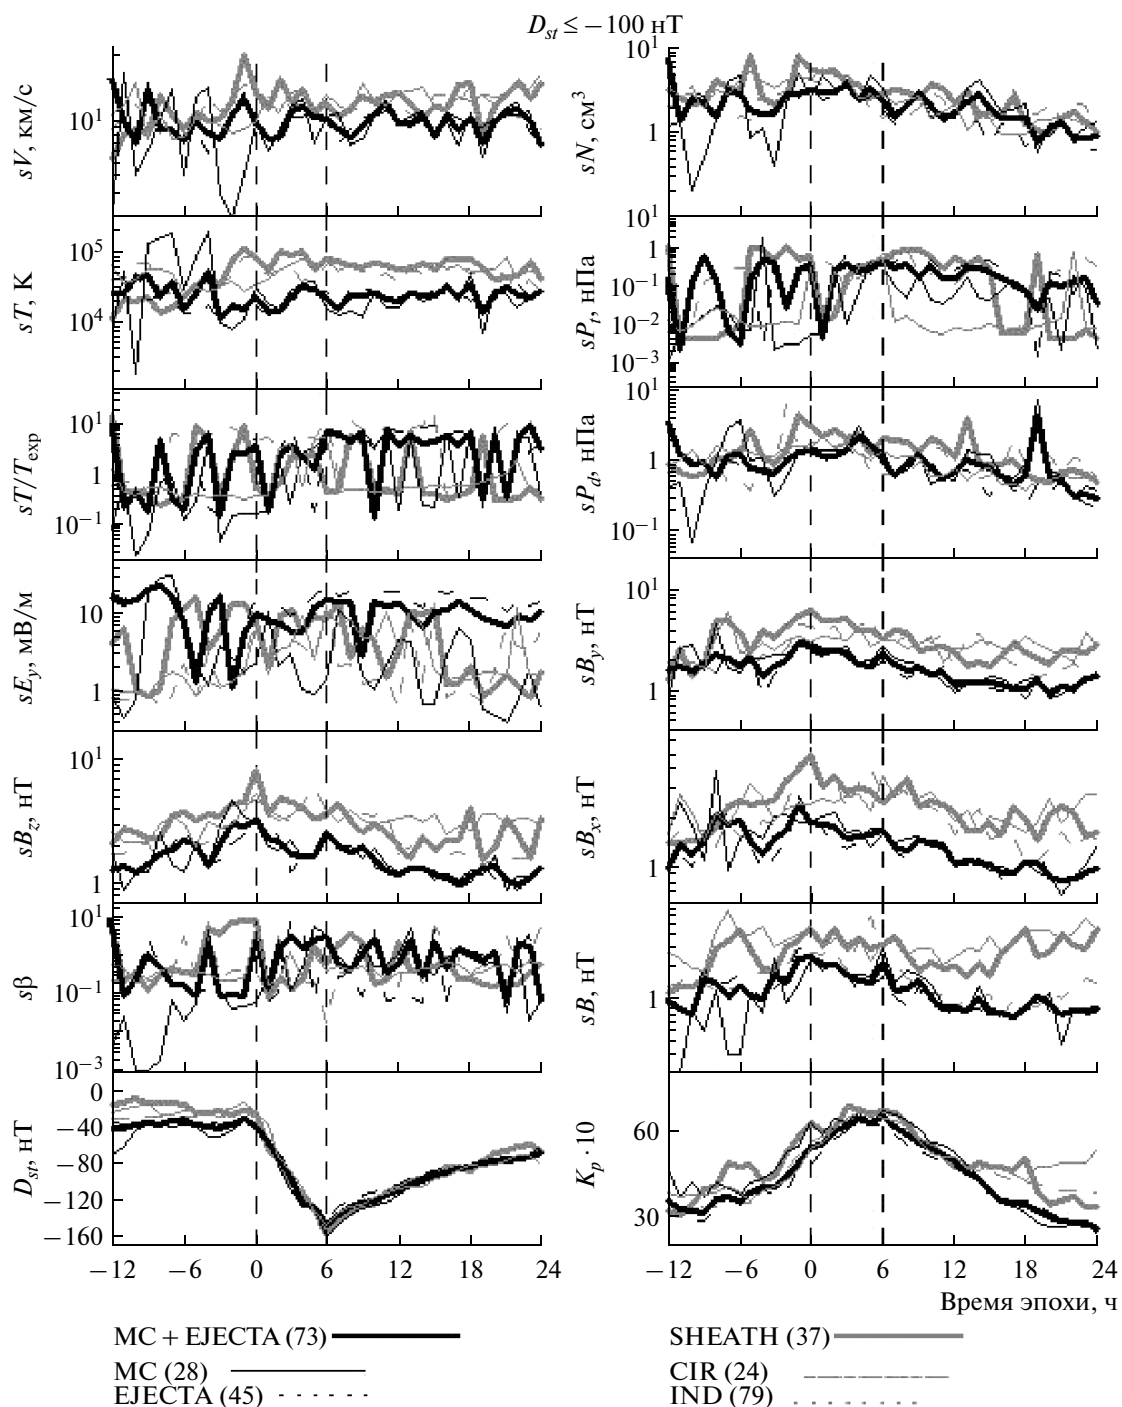 D_st ≤ −100 нТ
sV, км/с
10^1
sN, см^3
10^1
1
sT, К
10^5
10^4
sP_t, нПа
10^1
1
10^−1
10^−2
10^−3
sT/T_exp
10^1
1
10^−1
sP_d, нПа
10^1
1
10^−1
sE_y, мВ/м
10
1
sB_y, нТ
10^1
1
sB_z, нТ
10^1
1
sB_x, нТ
1
sβ
10^1
10^−1
10^−3
sB, нТ
1
D_st, нТ
0
−40
−80
−120
−160
K_p · 10
60
30
−12 −6 0 6 12 18 24
−12 −6 0 6 12 18 24
Время эпохи, ч
MC + EJECTA (73)
SHEATH (37)
MC (28)
CIR (24)
EJECTA (45)
IND (79)